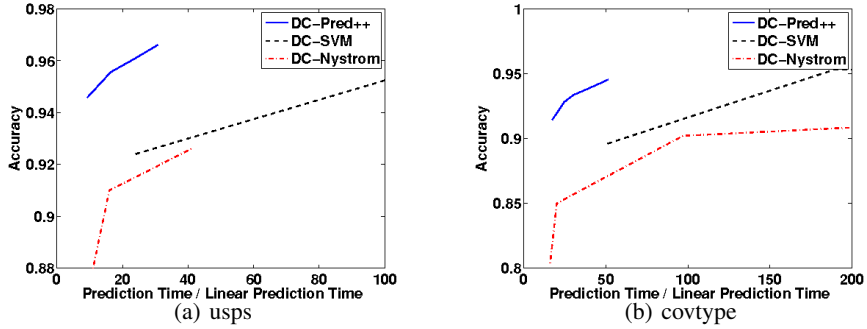 0.98
0.96
0.94
0.92
0.9
0.88
0 20 40 60 80 100
Accuracy
Prediction Time / Linear Prediction Time
DC-Pred++
DC-SVM
DC-Nystrom
(a) usps
1
0.95
0.9
0.85
0.8
0 50 100 150 200
Accuracy
Prediction Time / Linear Prediction Time
DC-Pred++
DC-SVM
DC-Nystrom
(b) covtype